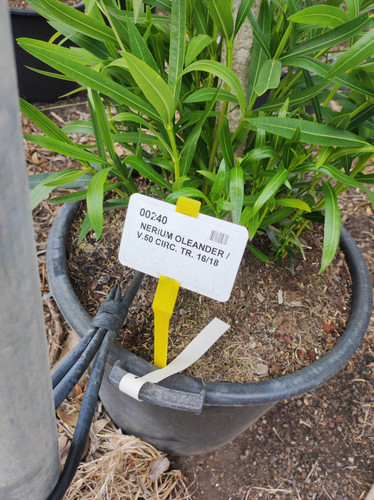 00240
NERIUM OLEANDER /
V.50 CIRC. TR. 16/18